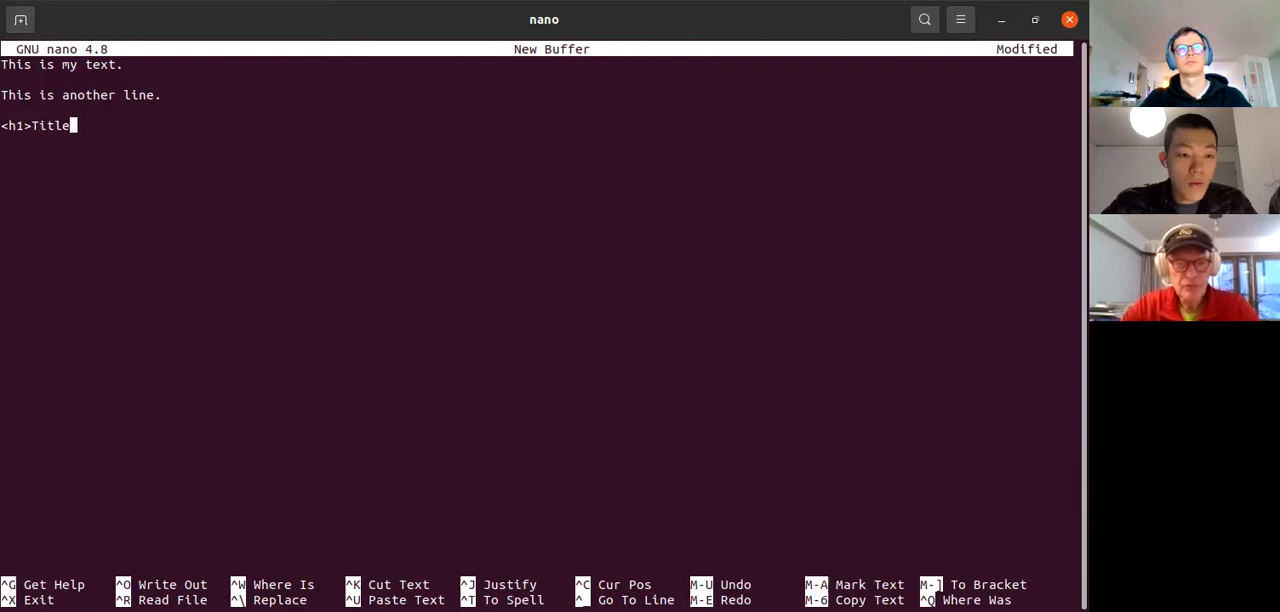 nano
GNU nano 4.8 New Buffer Modified
This is my text.
This is another line.
<h1>Title
^G Get Help ^O Write Out ^W Where Is ^K Cut Text ^J Justify ^C Cur Pos M-U Undo M-A Mark Text M-] To Bracket
^X Exit ^R Read File ^\ Replace ^U Paste Text ^T To Spell ^_ Go To Line M-E Redo M-6 Copy Text ^Q Where Was